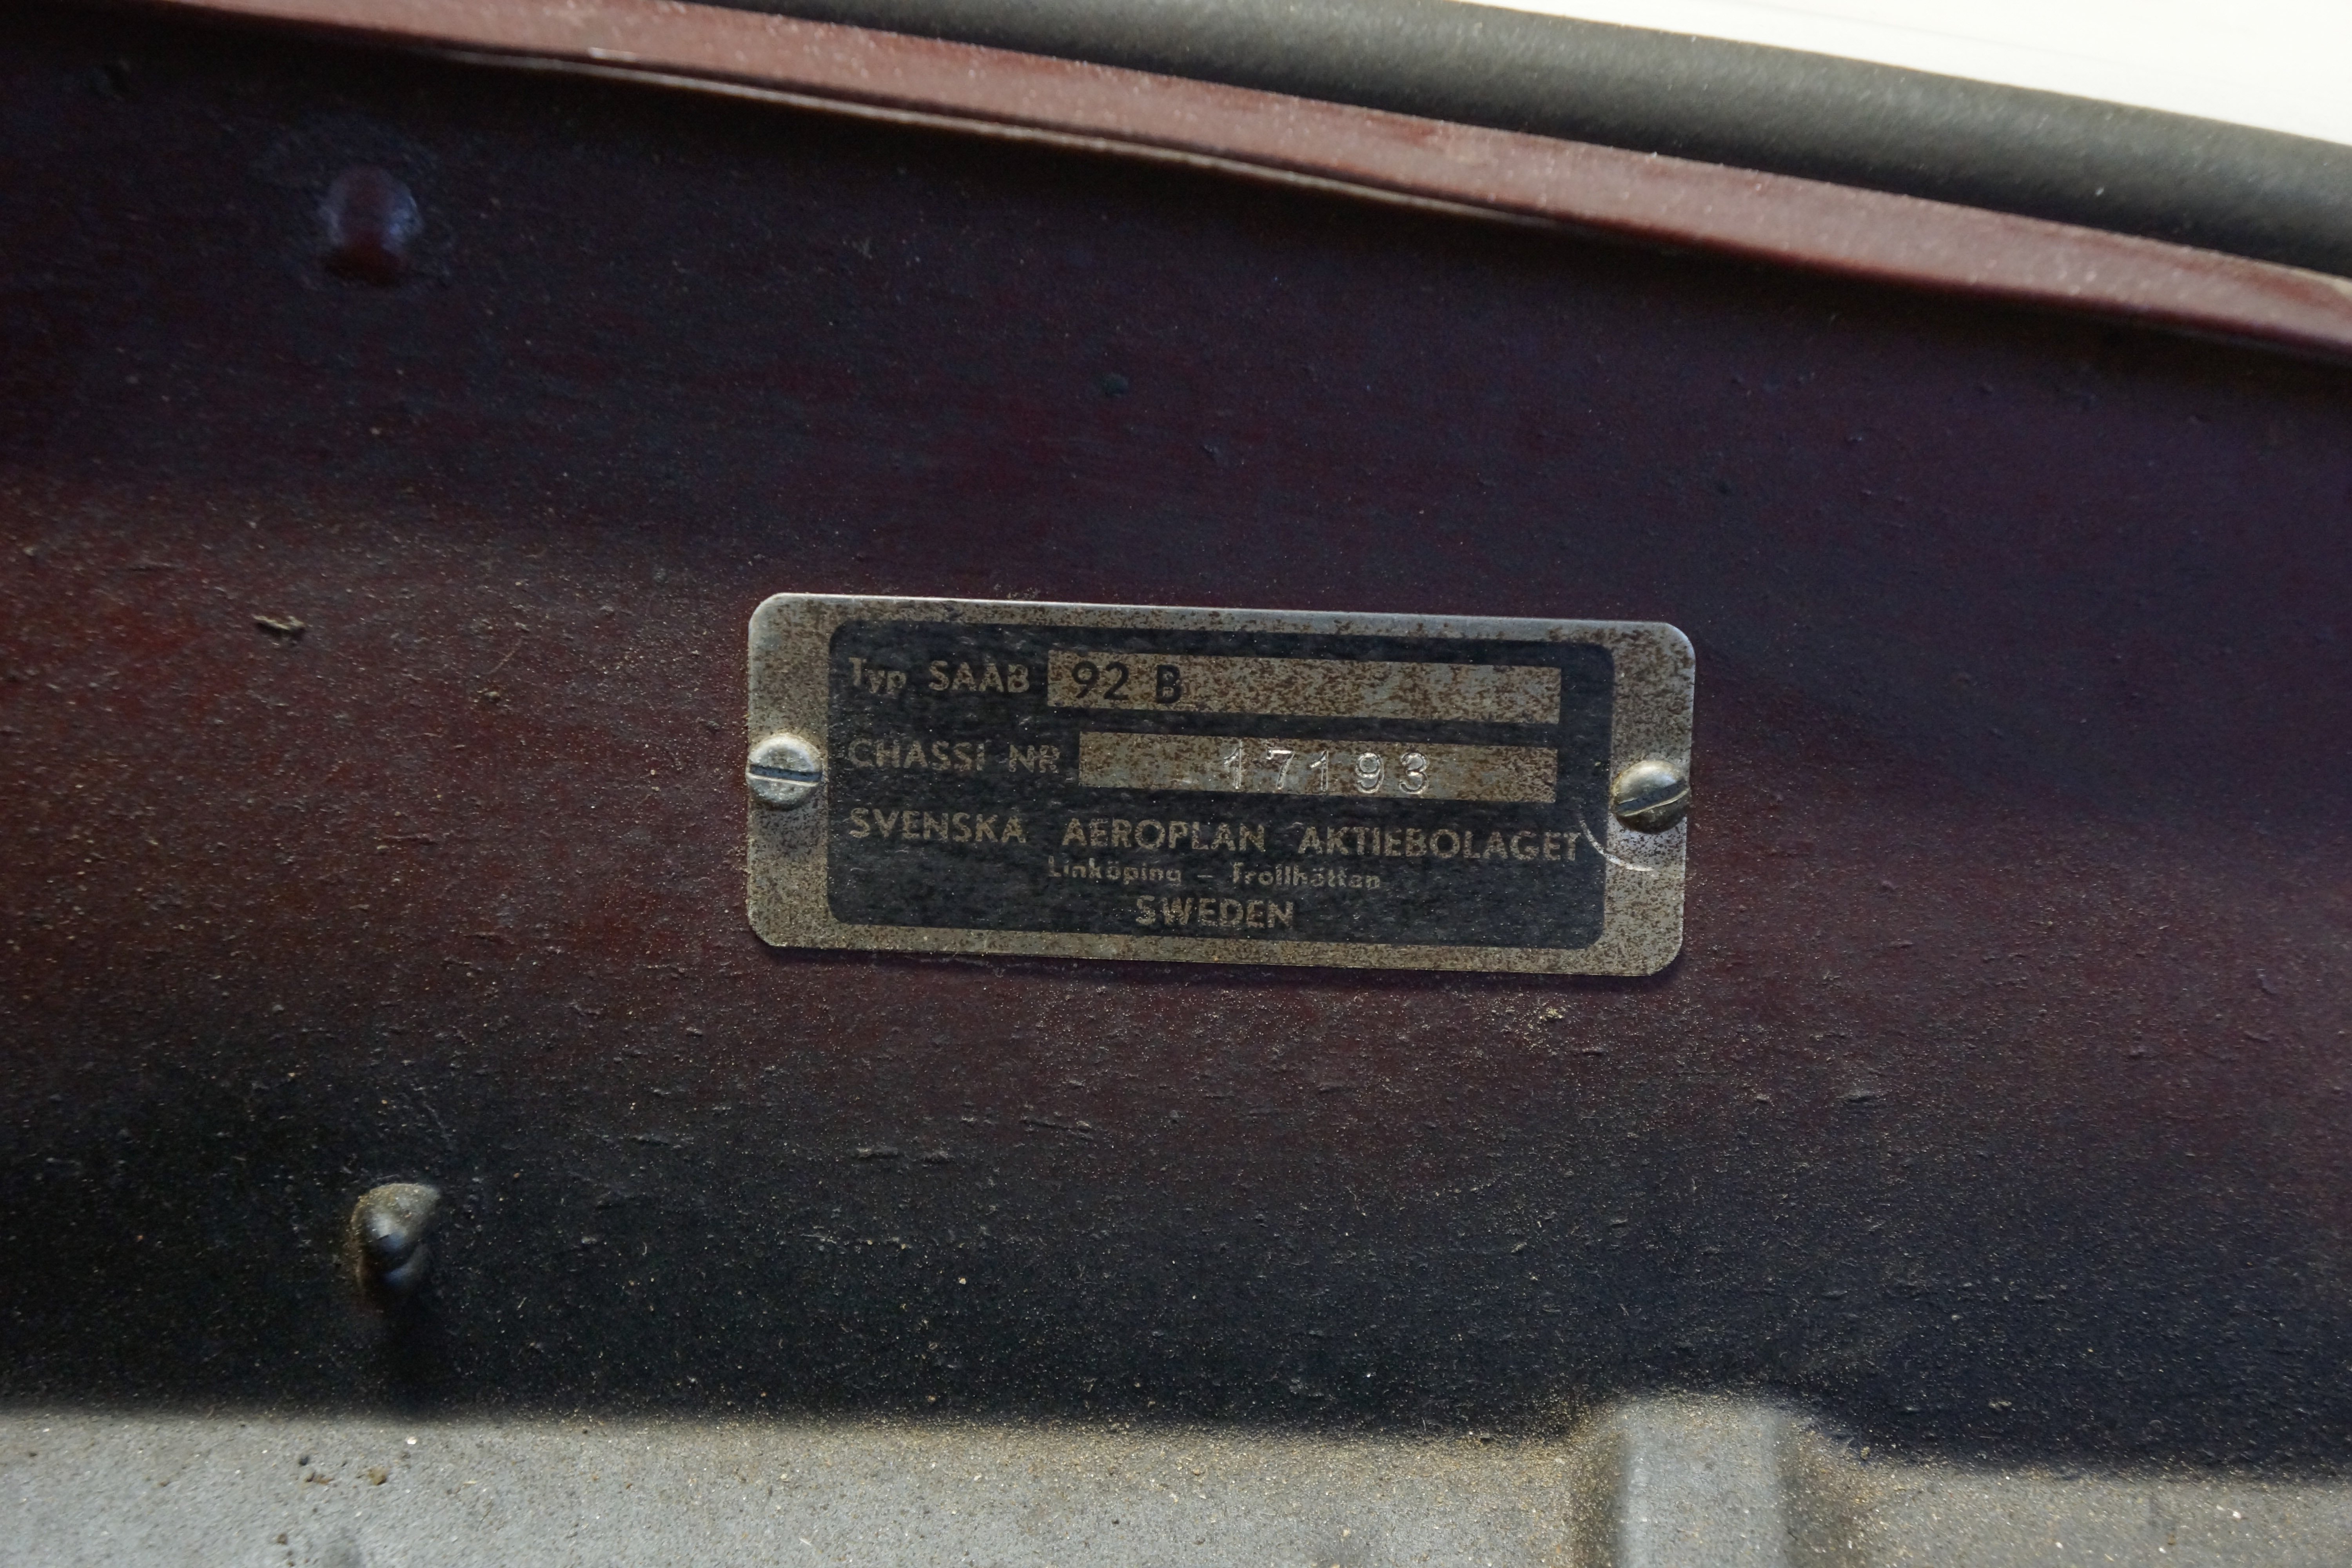 Typ SAAB 92 B
CHASSI NR 17193
SVENSKA AEROPLAN AKTIEBOLAGET
Linköping – Trollhättan
SWEDEN